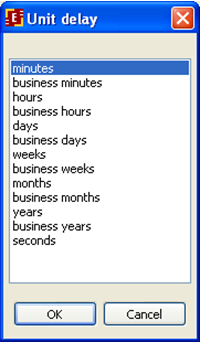 E Unit delay
minutes
business minutes
hours
business hours
days
business days
weeks
business weeks
months
business months
years
business years
seconds
OK Cancel